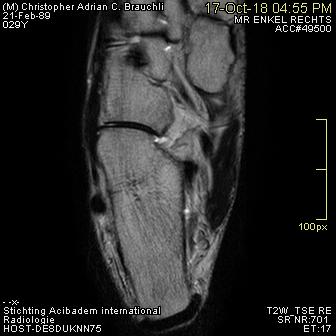 (M) Christopher Adrian C. Brauchli
21-Feb-89
029Y
17-Oct-18 04:55 PM
MR ENKEL RECHTS
ACC#49500
100px
--x-
Stichting Acibadem international
Radiologie
HOST-DE8DUKNN75
T2W_TSE RE
SR NR:701
ET:17